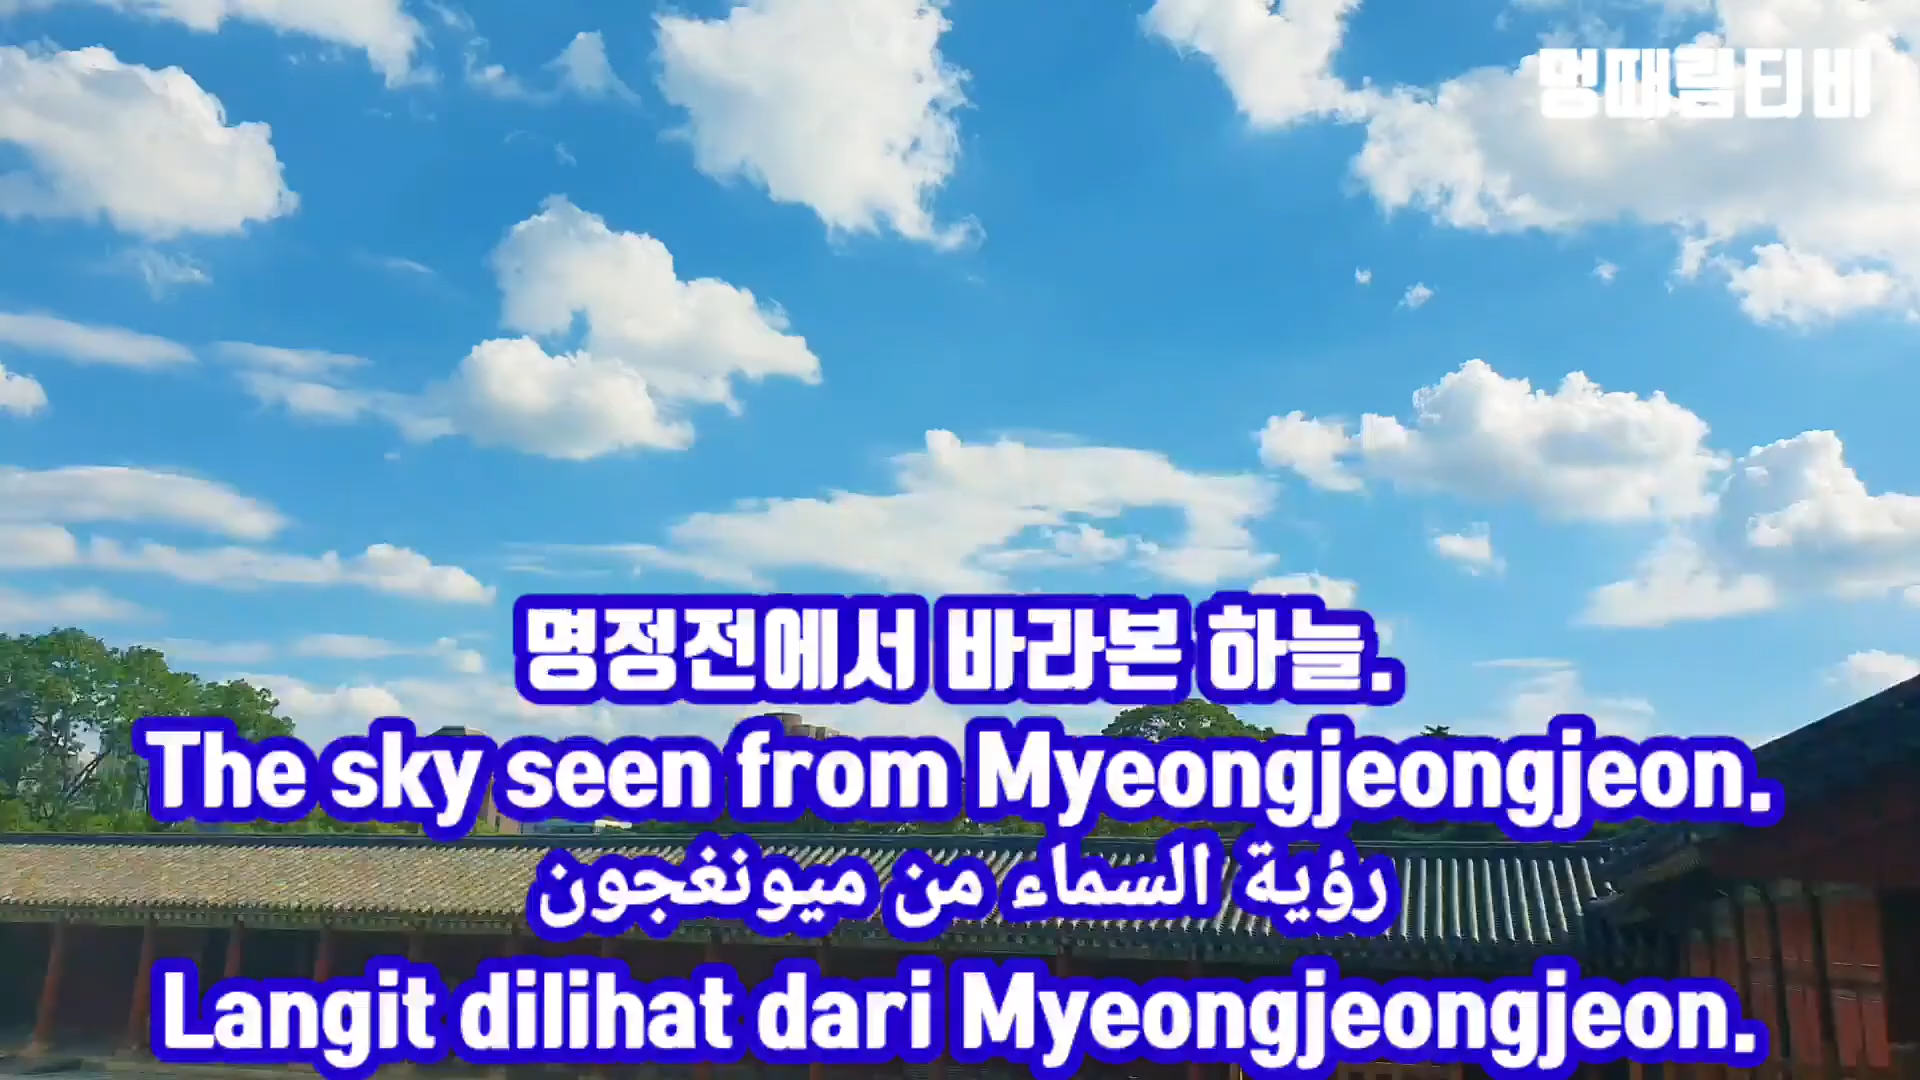 멍때림티비
명정전에서 바라본 하늘.
The sky seen from Myeongjeongjeon.
رؤية السماء من ميونغجون
Langit dilihat dari Myeongjeongjeon.